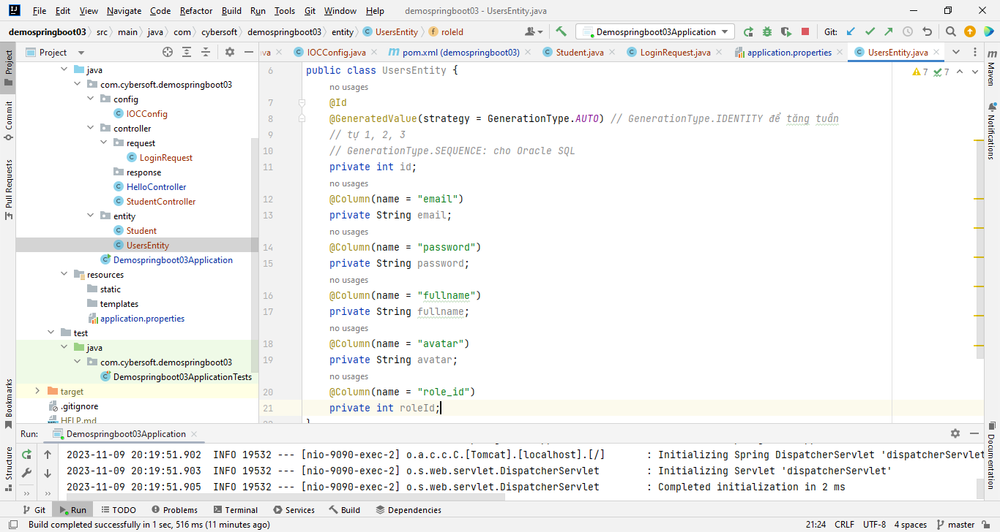 File Edit View Navigate Code Refactor Build Run Tools Git Window Help demospringboot03 - UsersEntity.java
demospringboot03 src main java com cybersoft demospringboot03 entity UsersEntity roleId Demospringboot03Application Git:
Project
IOCConfig.java pom.xml (demospringboot03) Student.java LoginRequest.java application.properties UsersEntity.java
java
com.cybersoft.demospringboot03
config
IOCConfig
controller
request
LoginRequest
response
HelloController
StudentController
entity
Student
UsersEntity
Demospringboot03Application
resources
static
templates
application.properties
test
java
com.cybersoft.demospringboot03
Demospringboot03ApplicationTests
target
.gitignore
HELP.md
7 7
6 public class UsersEntity {
no usages
7 @Id
8 @GeneratedValue(strategy = GenerationType.AUTO) // GenerationType.IDENTITY để tăng tuần
9 // tự 1, 2, 3
10 // GenerationType.SEQUENCE: cho Oracle SQL
11 private int id;
no usages
12 @Column(name = "email")
13 private String email;
no usages
14 @Column(name = "password")
15 private String password;
no usages
16 @Column(name = "fullname")
17 private String fullname;
no usages
18 @Column(name = "avatar")
19 private String avatar;
no usages
20 @Column(name = "role_id")
21 private int roleId;
Project
Commit
Pull Requests
Bookmarks
Structure
Maven
Notifications
Documentation
Run: Demospringboot03Application
2023-11-09 20:19:51.902 INFO 19532 --- [nio-9090-exec-2] o.a.c.c.C.[Tomcat].[localhost].[/] : Initializing Spring DispatcherServlet 'dispatcherServlet
2023-11-09 20:19:51.903 INFO 19532 --- [nio-9090-exec-2] o.s.web.servlet.DispatcherServlet : Initializing Servlet 'dispatcherServlet'
2023-11-09 20:19:51.905 INFO 19532 --- [nio-9090-exec-2] o.s.web.servlet.DispatcherServlet : Completed initialization in 2 ms
Git Run TODO Problems Terminal Services Build Dependencies
Build completed successfully in 1 sec, 516 ms (11 minutes ago) 21:24 CRLF UTF-8 4 spaces master